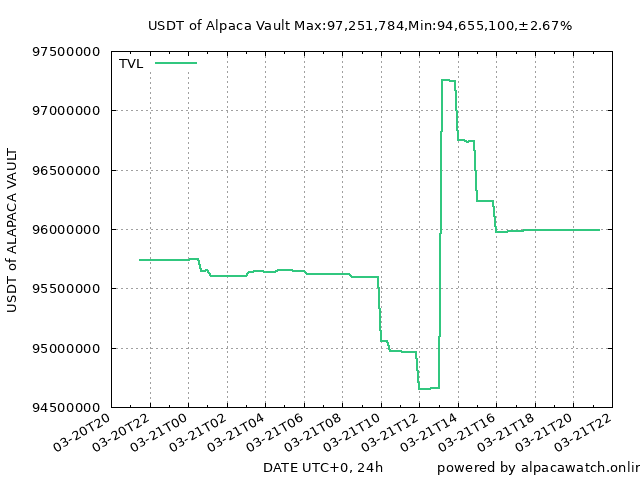 USDT of Alpaca Vault Max:97,251,784,Min:94,655,100,±2.67%
TVL
97500000
97000000
96500000
96000000
95500000
95000000
94500000
USDT of ALAPACA VAULT
03-20T20
03-20T22
03-21T00
03-21T02
03-21T04
03-21T06
03-21T08
03-21T10
03-21T12
03-21T14
03-21T16
03-21T18
03-21T20
03-21T22
DATE UTC+0, 24h
powered by alpacawatch.onlin